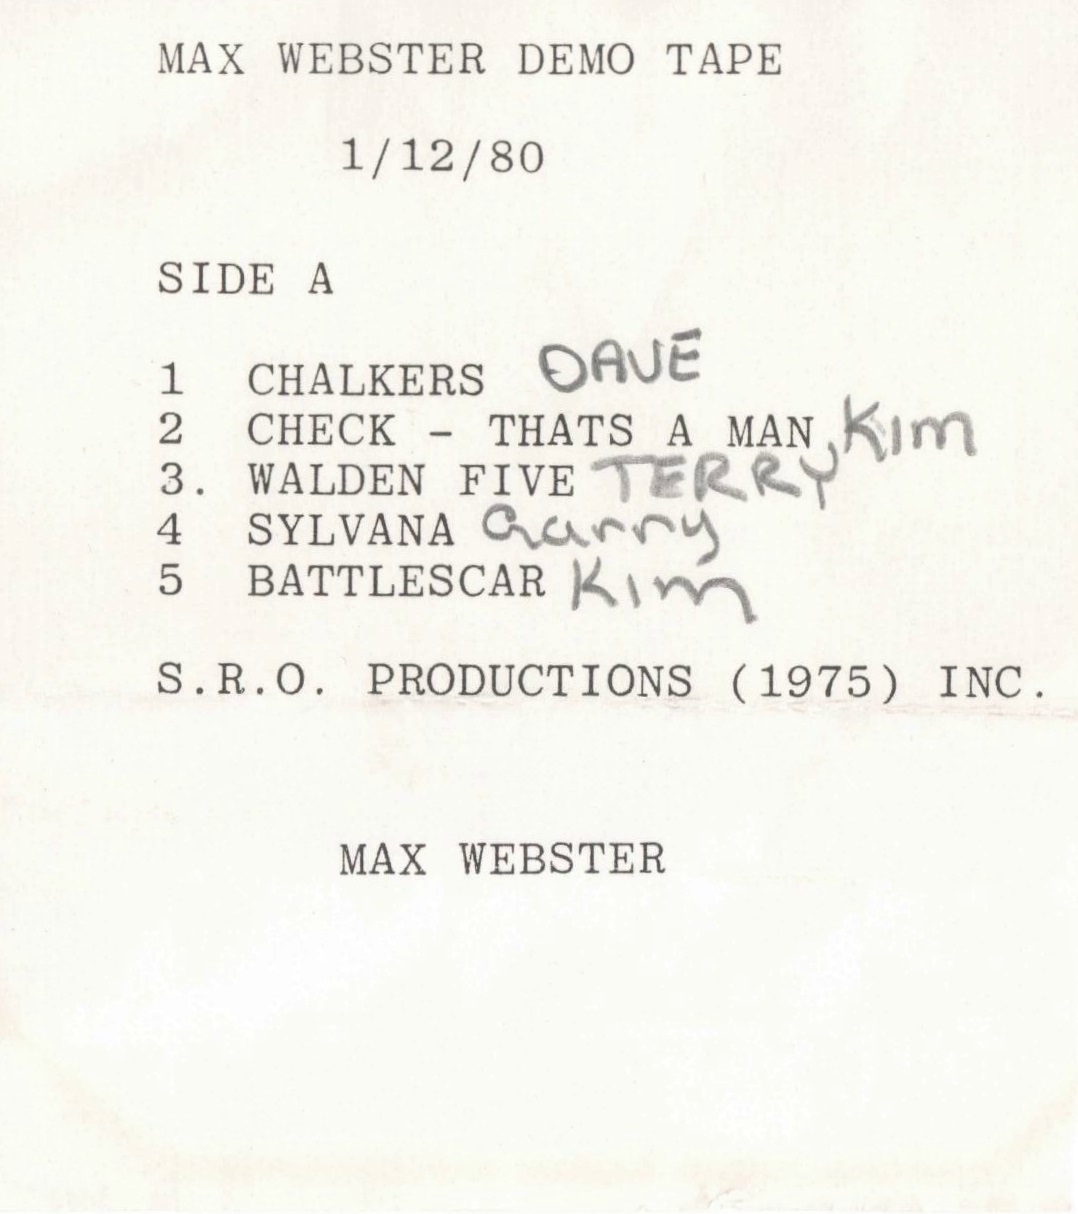 MAX WEBSTER DEMO TAPE
1/12/80
SIDE A
1 CHALKERS DAVE
2 CHECK - THATS A MAN, Kim
3. WALDEN FIVE TERRY
4 SYLVANA Garry
5 BATTLESCAR Kim
S.R.O. PRODUCTIONS (1975) INC.
MAX WEBSTER